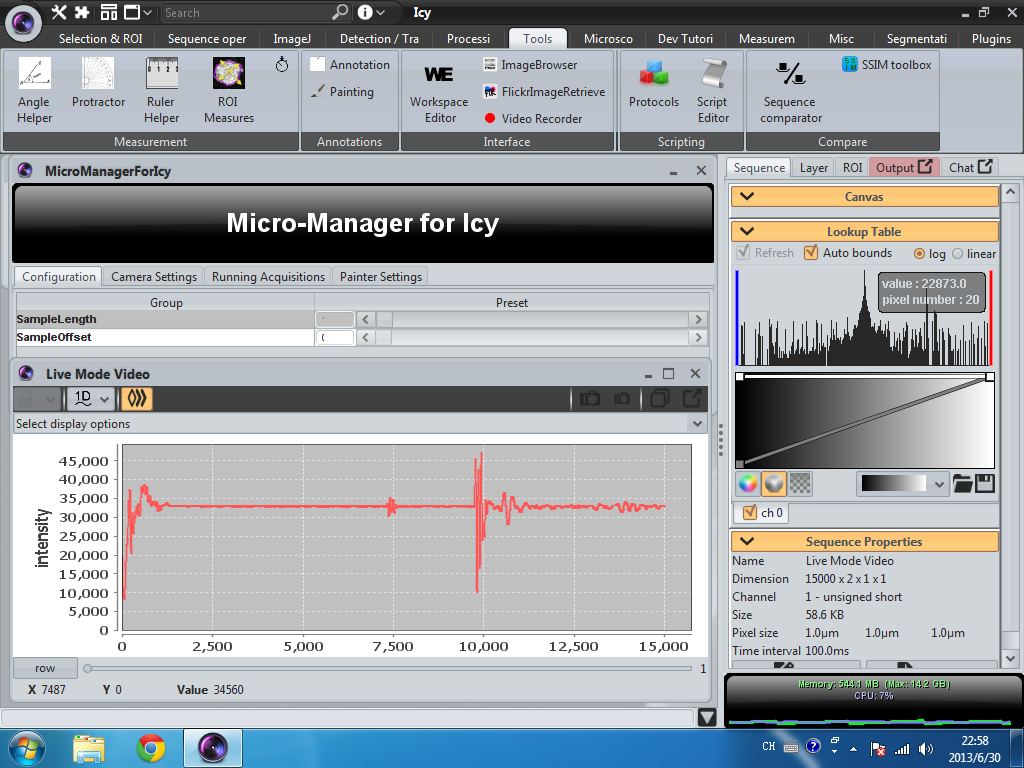 Search
Icy
Selection & ROI Sequence oper ImageJ Detection / Tra Processi Tools Microsco Dev Tutori Measurem Misc Segmentati Plugins
Angle Helper
Protractor
Ruler Helper
ROI Measures
Measurement
Annotation
Painting
Annotations
WE
Workspace Editor
ImageBrowser
FlickrImageRetrieve
Video Recorder
Interface
Protocols
Script Editor
Scripting
Sequence comparator
SSIM toolbox
Compare
MicroManagerForIcy
Micro-Manager for Icy
Configuration Camera Settings Running Acquisitions Painter Settings
Group Preset
SampleLength
SampleOffset
Live Mode Video
1D
Select display options
45,000
40,000
35,000
30,000
25,000
20,000
15,000
10,000
5,000
0
intensity
0 2,500 5,000 7,500 10,000 12,500 15,000
row 1
X 7487 Y 0 Value 34560
Sequence Layer ROI Output Chat
Canvas
Lookup Table
Refresh Auto bounds log linear
value : 22873.0
pixel number : 20
ch 0
Sequence Properties
Name Live Mode Video
Dimension 15000 x 2 x 1 x 1
Channel 1 - unsigned short
Size 58.6 KB
Pixel size 1.0µm 1.0µm 1.0µm
Time interval 100.0ms
Memory: 544.1 MB (Max: 14.2 GB)
CPU: 7%
CH
22:58
2013/6/30